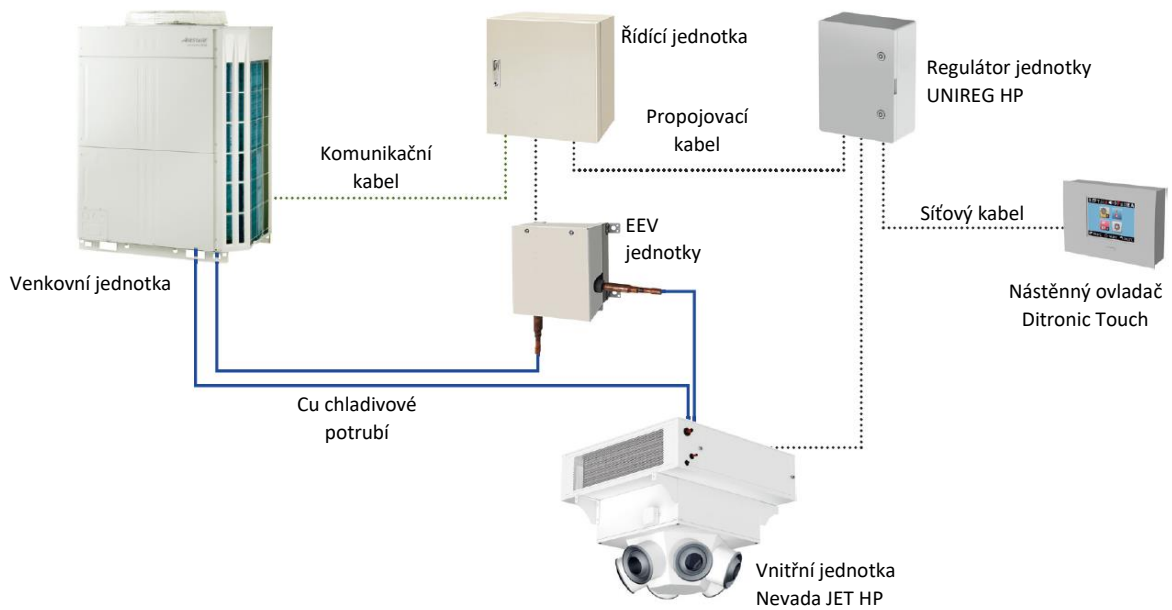 Řídící jednotka
Regulátor jednotky
UNIREG HP
Propojovací
kabel
Komunikační
kabel
EEV
jednotky
Síťový kabel
Venkovní jednotka
Nástěnný ovladač
Ditronic Touch
Cu chladivové
potrubí
Vnitřní jednotka
Nevada JET HP